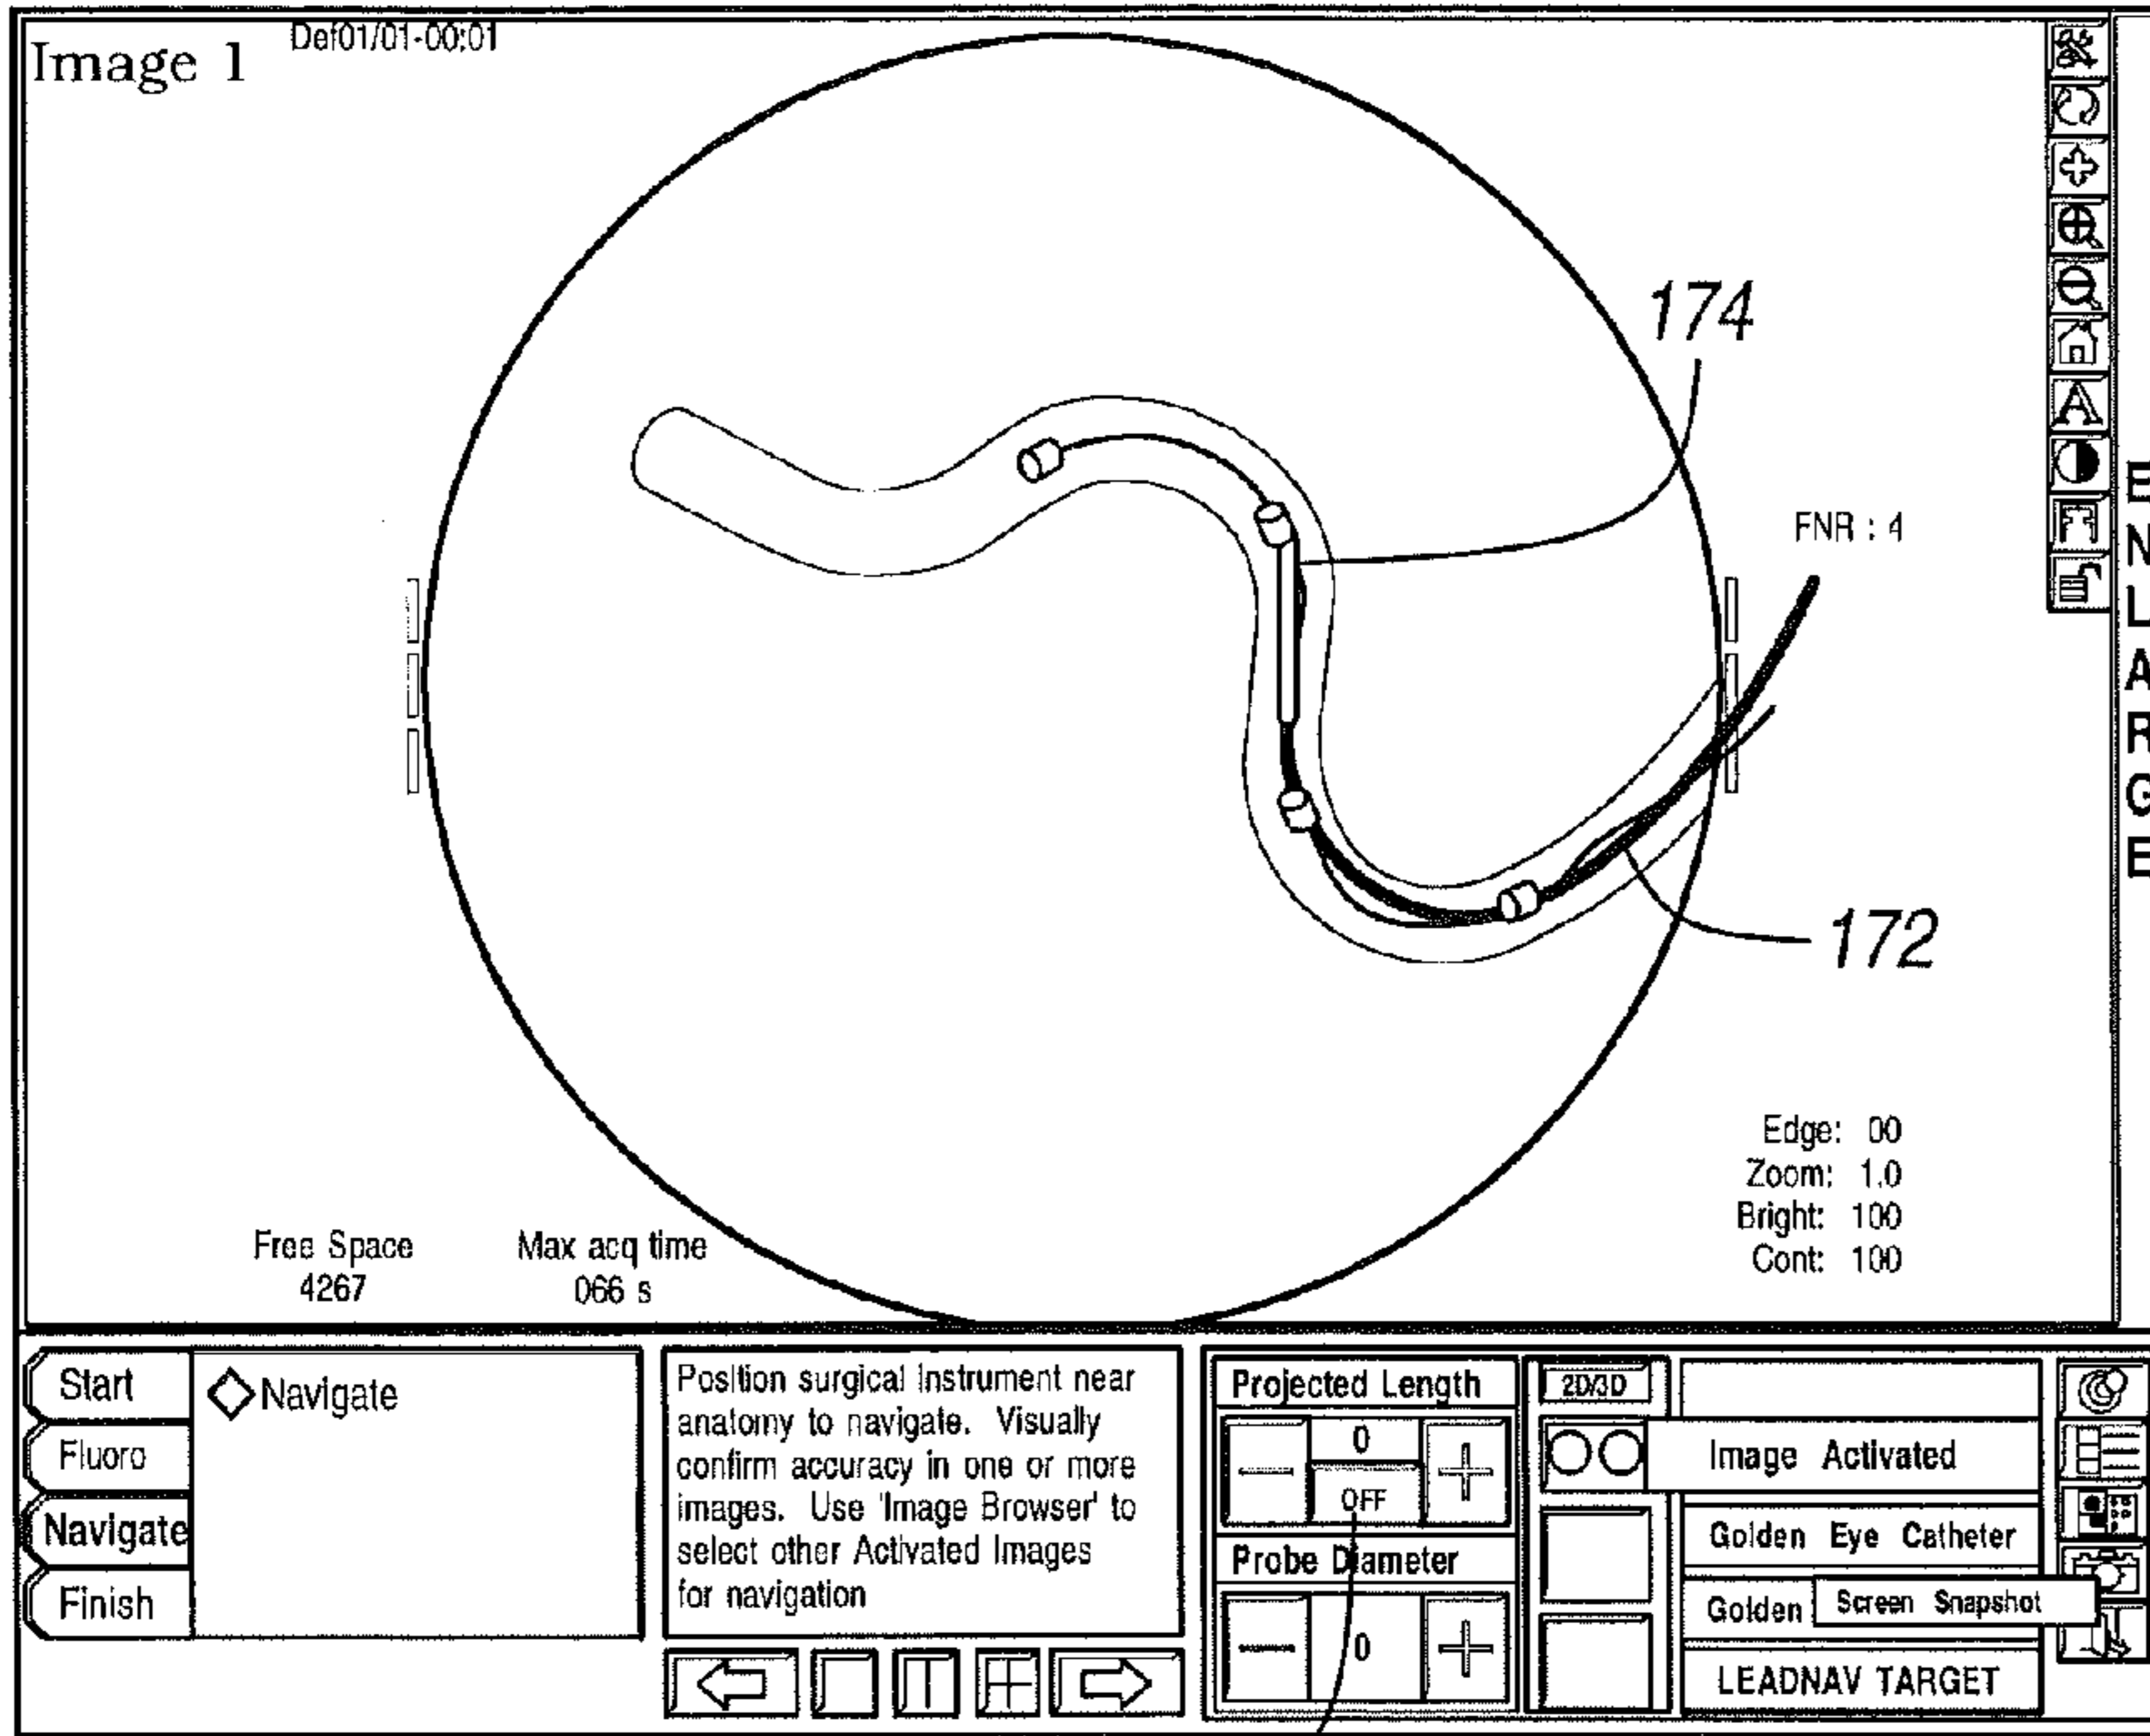 Image 1
Def01/01-00:01
174
FNR : 4
ENLARGE
172
Edge: 00
Zoom: 1.0
Bright: 100
Cont: 100
Free Space
4267
Max acq time
066 s
Start
Fluoro
Navigate
Finish
Navigate
Position surgical instrument near
anatomy to navigate. Visually
confirm accuracy in one or more
images. Use 'Image Browser' to
select other Activated Images
for navigation
Projected Length
0
OFF
Probe Diameter
0
2D/3D
Image Activated
Golden Eye Catheter
Golden
Screen Snapshot
LEADNAV TARGET
A